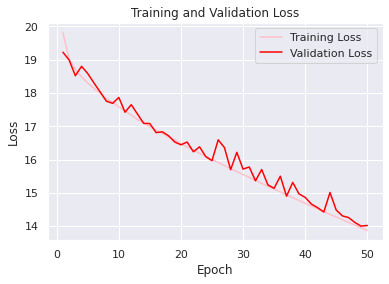 Training and Validation Loss
Training Loss
Validation Loss
Loss
20
19
18
17
16
15
14
0
10
20
30
40
50
Epoch